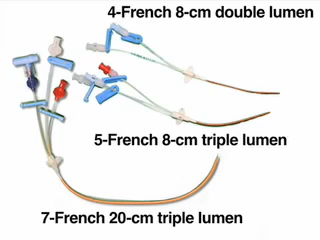 4-French 8-cm double lumen
5-French 8-cm triple lumen
7-French 20-cm triple lumen